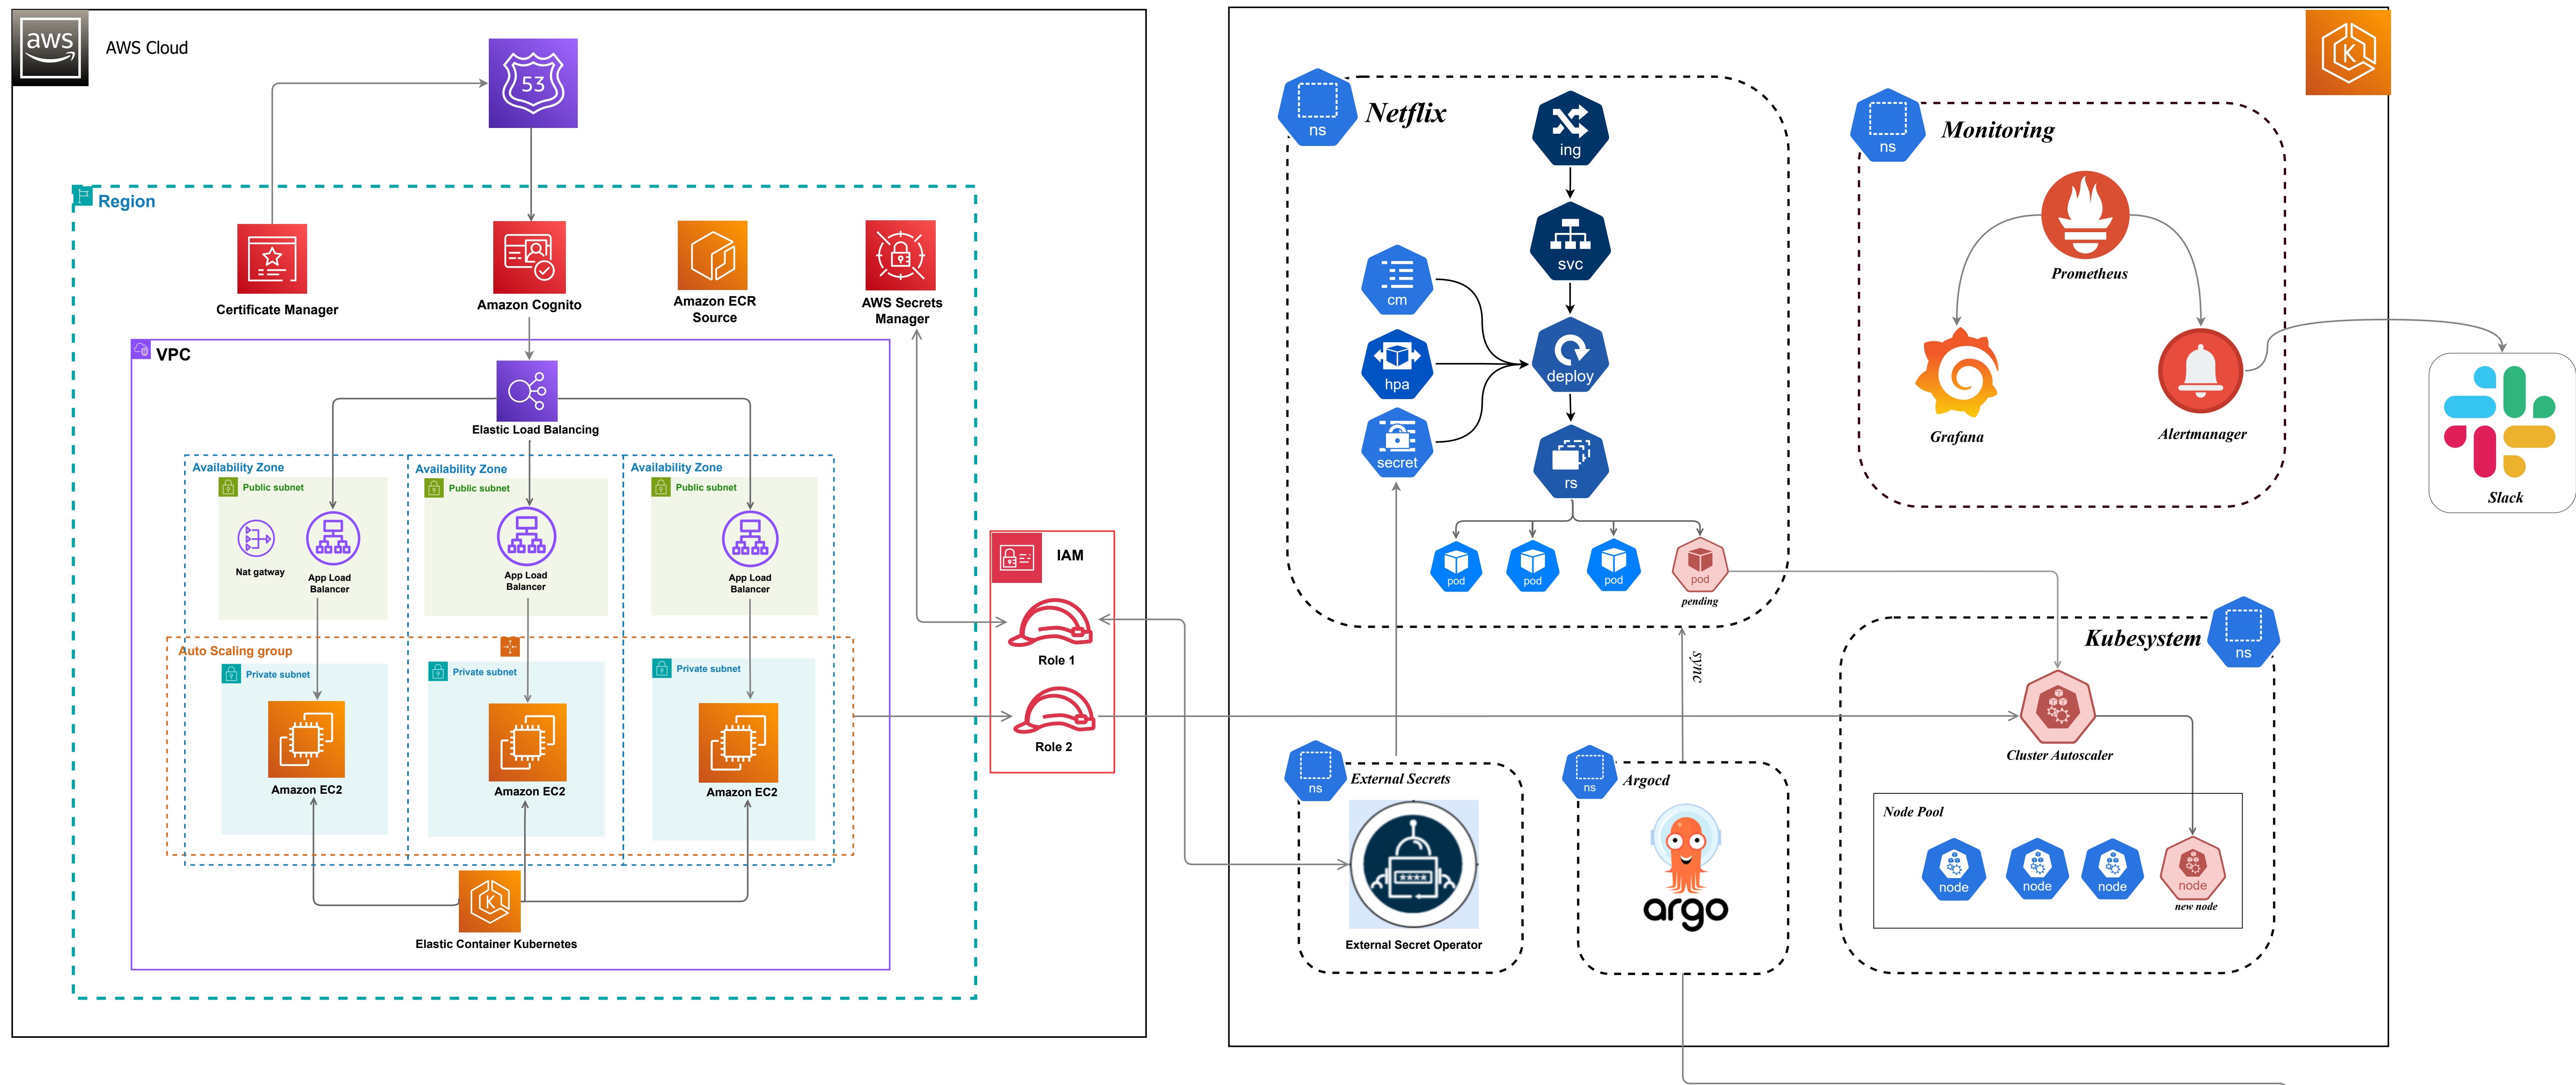 aws
AWS Cloud
53
Region
Certificate Manager
Amazon Cognito
Amazon ECR
Source
AWS Secrets
Manager
VPC
Elastic Load Balancing
Availability Zone
Availability Zone
Availability Zone
Public subnet
Public subnet
Public subnet
Nat gatway
App Load
Balancer
App Load
Balancer
App Load
Balancer
Auto Scaling group
Private subnet
Private subnet
Private subnet
Amazon EC2
Amazon EC2
Amazon EC2
K
Elastic Container Kubernetes
IAM
Role 1
Role 2
K
ns
Netflix
ing
svc
cm
hpa
secret
deploy
rs
pod
pod
pod
pod
pending
ns
Monitoring
Prometheus
Grafana
Alertmanager
Slack
sync
Kubesystem
ns
Cluster Autoscaler
Node Pool
node
node
node
node
new node
ns
External Secrets
****
External Secret Operator
ns
Argocd
argo